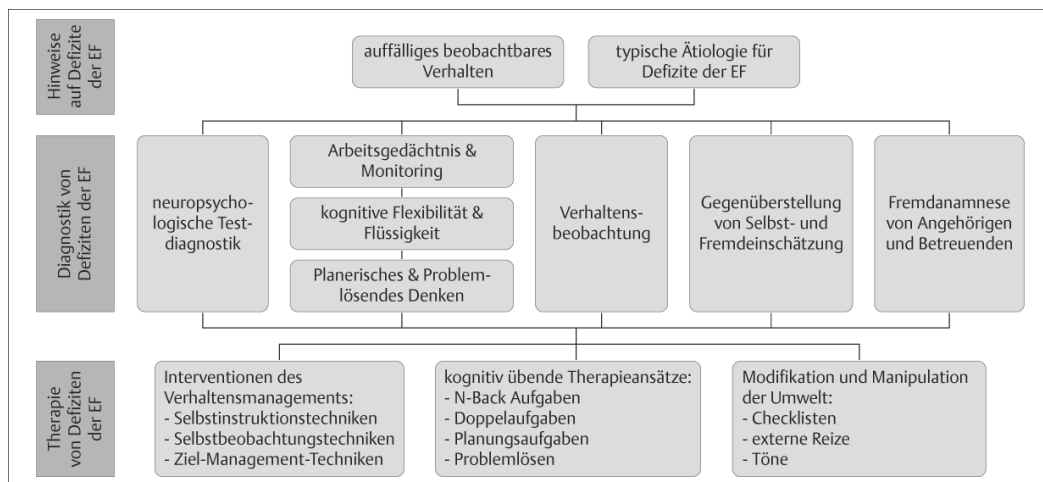 Hinweise
auf Defizite
der EF
auffälliges beobachtbares
Verhalten
typische Ätiologie für
Defizite der EF
Diagnostik von
Defiziten der EF
neuropsycho-
logische Test-
diagnostik
Arbeitsgedächtnis &
Monitoring
kognitive Flexibilität &
Flüssigkeit
Planerisches & Problem-
lösendes Denken
Verhaltens-
beobachtung
Gegenüberstellung
von Selbst- und
Fremdeinschätzung
Fremdanamnese
von Angehörigen
und Betreuenden
Therapie
von Defiziten
der EF
Interventionen des
Verhaltensmanagements:
- Selbstinstruktionstechniken
- Selbstbeobachtungstechniken
- Ziel-Management-Techniken
kognitiv übende Therapieansätze:
- N-Back Aufgaben
- Doppelaufgaben
- Planungsaufgaben
- Problemlösen
Modifikation und Manipulation
der Umwelt:
- Checklisten
- externe Reize
- Töne